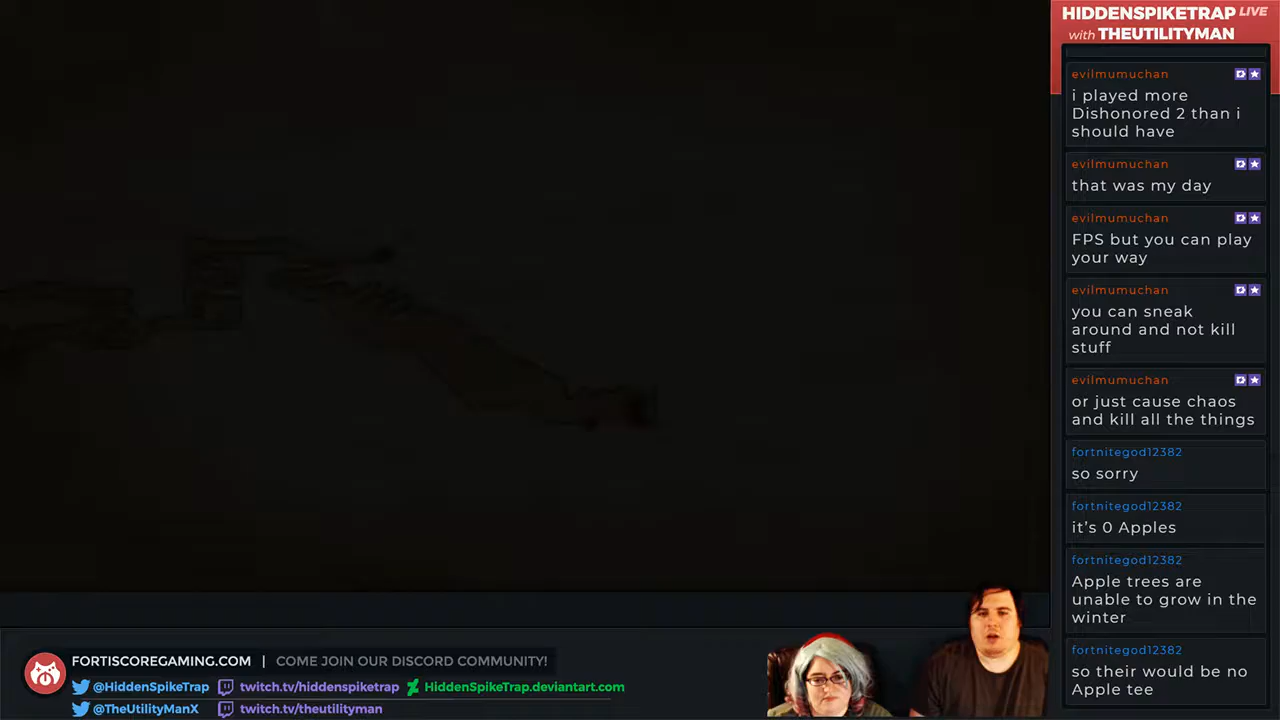 HIDDENSPIKETRAP LIVE
with THEUTILITYMAN
evilmumuchan
i played more
Dishonored 2 than i
should have
evilmumuchan
that was my day
evilmumuchan
FPS but you can play
your way
evilmumuchan
you can sneak
around and not kill
stuff
evilmumuchan
or just cause chaos
and kill all the things
fortnitegod12382
so sorry
fortnitegod12382
it's 0 Apples
fortnitegod12382
Apple trees are
unable to grow in the
winter
fortnitegod12382
so their would be no
Apple tee
FORTISCOREGAMING.COM | COME JOIN OUR DISCORD COMMUNITY!
@HiddenSpikeTrap twitch.tv/hiddenspiketrap HiddenSpikeTrap.deviantart.com
@TheUtilityManX twitch.tv/theutilityman